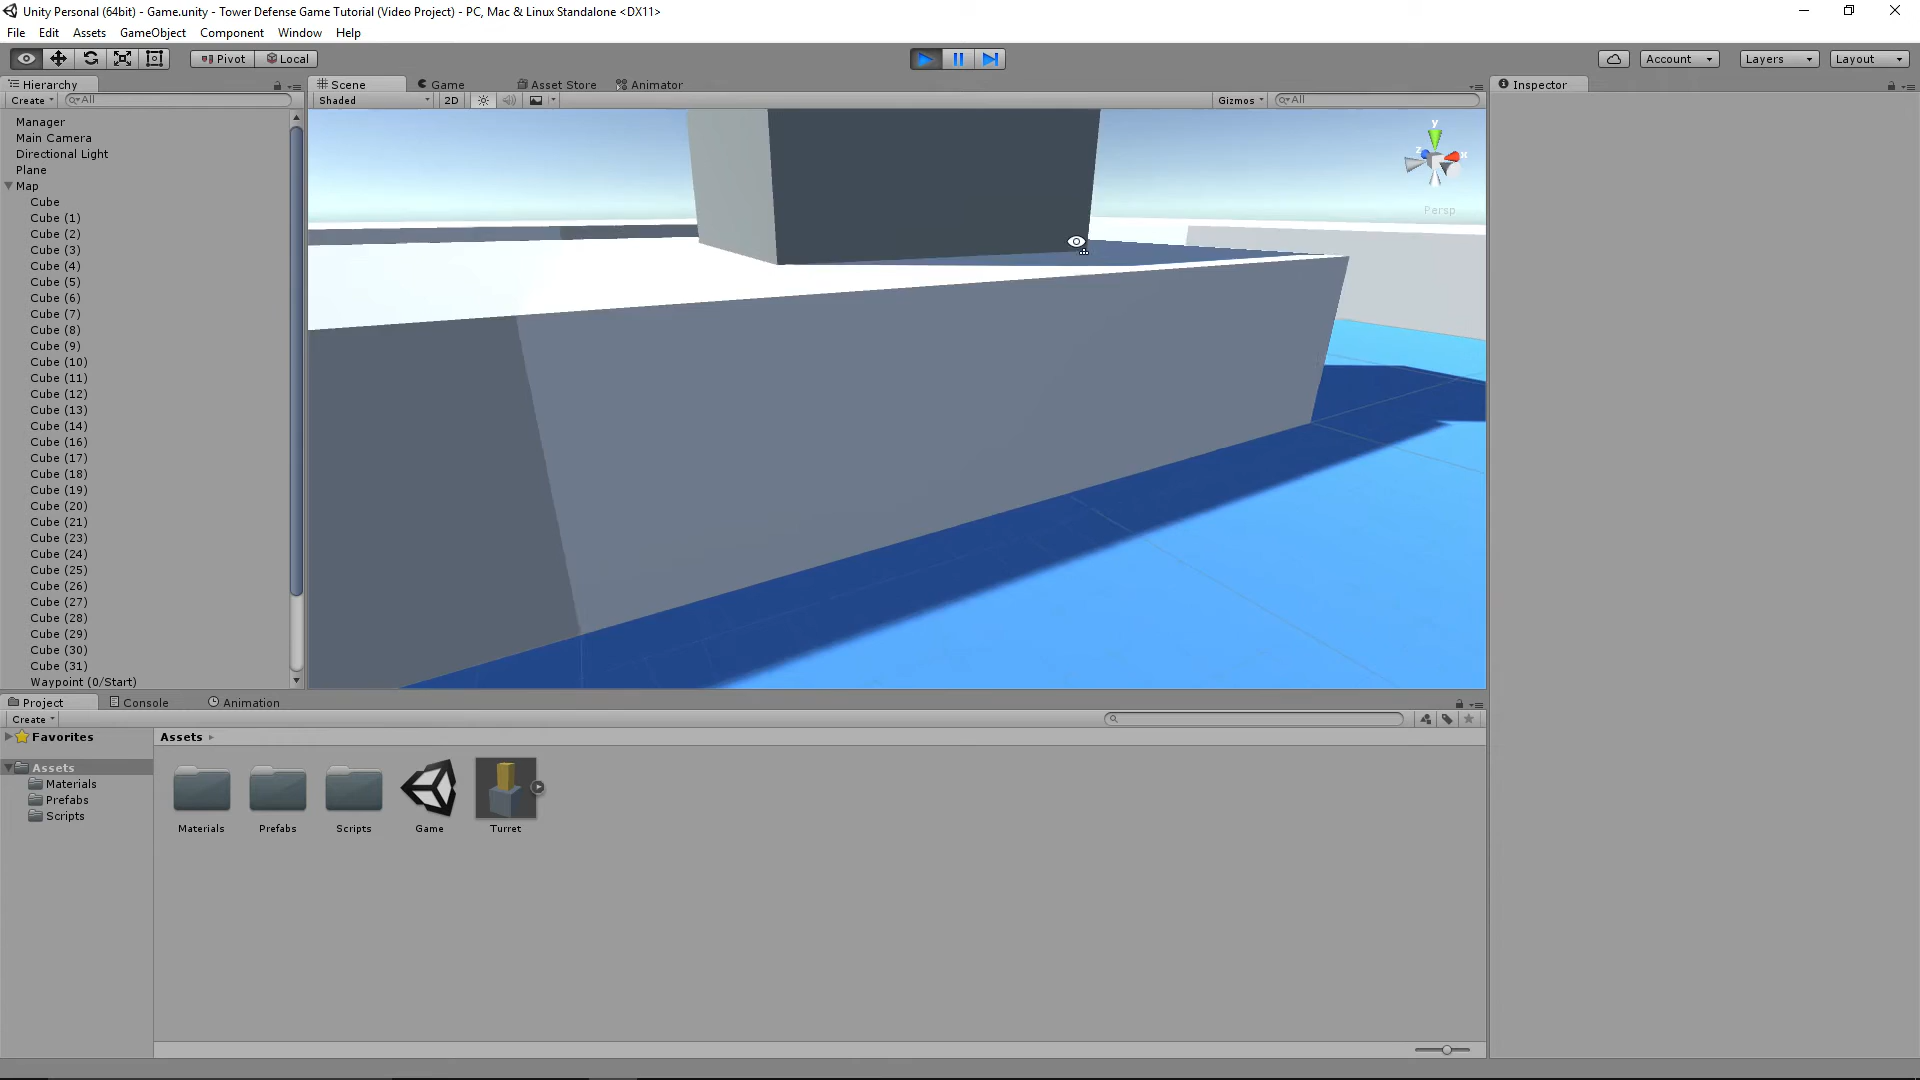 Unity Personal (64bit) - Game.unity - Tower Defense Game Tutorial (Video Project) - PC, Mac & Linux Standalone <DX11>
File Edit Assets GameObject Component Window Help
Pivot Local Account Layers Layout
Hierarchy Scene Game Asset Store Animator Inspector
Create All Shaded 2D Gizmos All
Manager
Main Camera
Directional Light
Plane
Map
Cube
Cube (1)
Cube (2)
Cube (3)
Cube (4)
Cube (5)
Cube (6)
Cube (7)
Cube (8)
Cube (9)
Cube (10)
Cube (11)
Cube (12)
Cube (13)
Cube (14)
Cube (16)
Cube (17)
Cube (18)
Cube (19)
Cube (20)
Cube (21)
Cube (23)
Cube (24)
Cube (25)
Cube (26)
Cube (27)
Cube (28)
Cube (29)
Cube (30)
Cube (31)
Waypoint (0/Start)
y
z x
Persp
Project Console Animation
Create
Favorites
Assets
Materials
Prefabs
Scripts
Assets
Materials Prefabs Scripts Game Turret